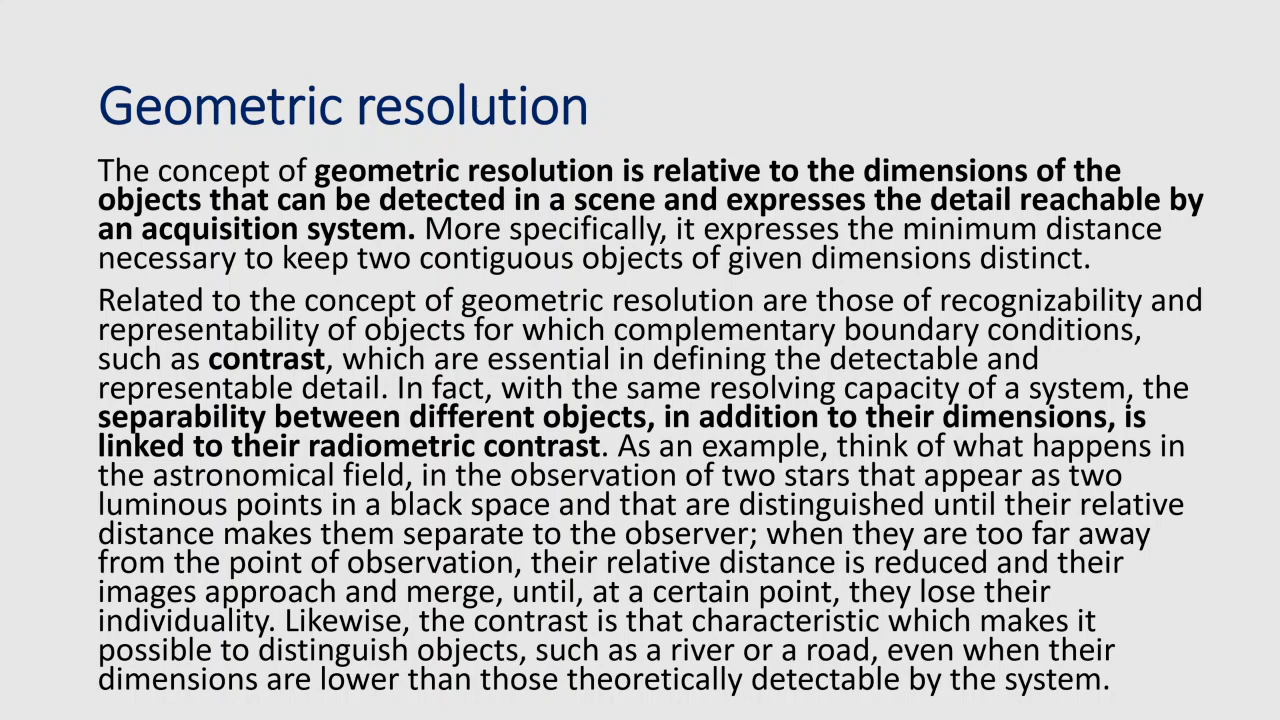 Geometric resolution
The concept of geometric resolution is relative to the dimensions of the
objects that can be detected in a scene and expresses the detail reachable by
an acquisition system. More specifically, it expresses the minimum distance
necessary to keep two contiguous objects of given dimensions distinct.
Related to the concept of geometric resolution are those of recognizability and
representability of objects for which complementary boundary conditions,
such as contrast, which are essential in defining the detectable and
representable detail. In fact, with the same resolving capacity of a system, the
separability between different objects, in addition to their dimensions, is
linked to their radiometric contrast. As an example, think of what happens in
the astronomical field, in the observation of two stars that appear as two
luminous points in a black space and that are distinguished until their relative
distance makes them separate to the observer; when they are too far away
from the point of observation, their relative distance is reduced and their
images approach and merge, until, at a certain point, they lose their
individuality. Likewise, the contrast is that characteristic which makes it
possible to distinguish objects, such as a river or a road, even when their
dimensions are lower than those theoretically detectable by the system.